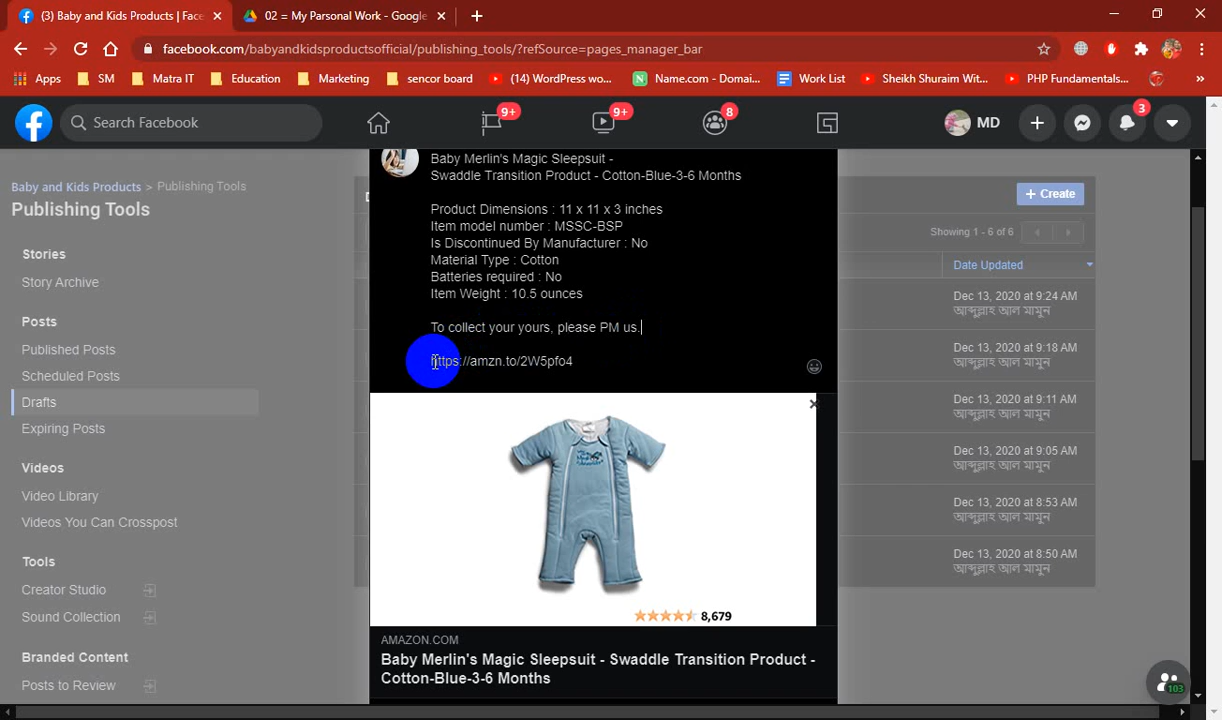 (3) Baby and Kids Products | Face
02 = My Parsonal Work - Google
facebook.com/babyandkidsproductsofficial/publishing_tools/?refSource=pages_manager_bar
Apps
SM
Matra IT
Education
Marketing
sencor board
(14) WordPress wo...
Name.com - Domai...
Work List
Sheikh Shuraim Wit...
PHP Fundamentals...
»
Search Facebook
9+
9+
8
MD
3
Baby and Kids Products > Publishing Tools
Publishing Tools
Stories
Story Archive
Posts
Published Posts
Scheduled Posts
Drafts
Expiring Posts
Videos
Video Library
Videos You Can Crosspost
Tools
Creator Studio
Sound Collection
Branded Content
Posts to Review
Baby Merlin's Magic Sleepsuit -
Swaddle Transition Product - Cotton-Blue-3-6 Months
Product Dimensions : 11 x 11 x 3 inches
Item model number : MSSC-BSP
Is Discontinued By Manufacturer : No
Material Type : Cotton
Batteries required : No
Item Weight : 10.5 ounces
To collect your yours, please PM us.
https://amzn.to/2W5pfo4
8,679
AMAZON.COM
Baby Merlin's Magic Sleepsuit - Swaddle Transition Product -
Cotton-Blue-3-6 Months
+ Create
Showing 1 - 6 of 6
Date Updated
Dec 13, 2020 at 9:24 AM
আব্দুল্লাহ আল মামুন
Dec 13, 2020 at 9:18 AM
আব্দুল্লাহ আল মামুন
Dec 13, 2020 at 9:11 AM
আব্দুল্লাহ আল মামুন
Dec 13, 2020 at 9:05 AM
আব্দুল্লাহ আল মামুন
Dec 13, 2020 at 8:53 AM
আব্দুল্লাহ আল মামুন
Dec 13, 2020 at 8:50 AM
আব্দুল্লাহ আল মামুন
103